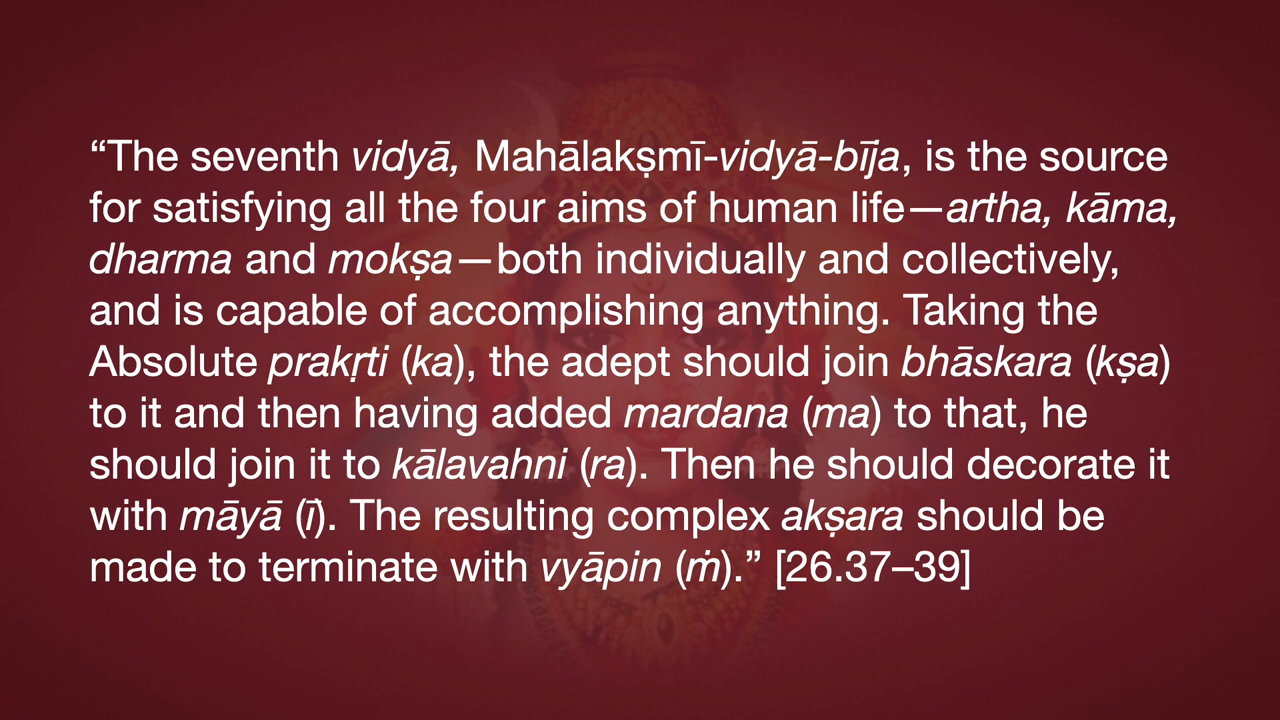 “The seventh vidyā, Mahālakṣmī-vidyā-bīja, is the source
for satisfying all the four aims of human life—artha, kāma,
dharma and mokṣa—both individually and collectively,
and is capable of accomplishing anything. Taking the
Absolute prakṛti (ka), the adept should join bhāskara (kṣa)
to it and then having added mardana (ma) to that, he
should join it to kālavahni (ra). Then he should decorate it
with māyā (ī). The resulting complex akṣara should be
made to terminate with vyāpin (ṁ).” [26.37–39]